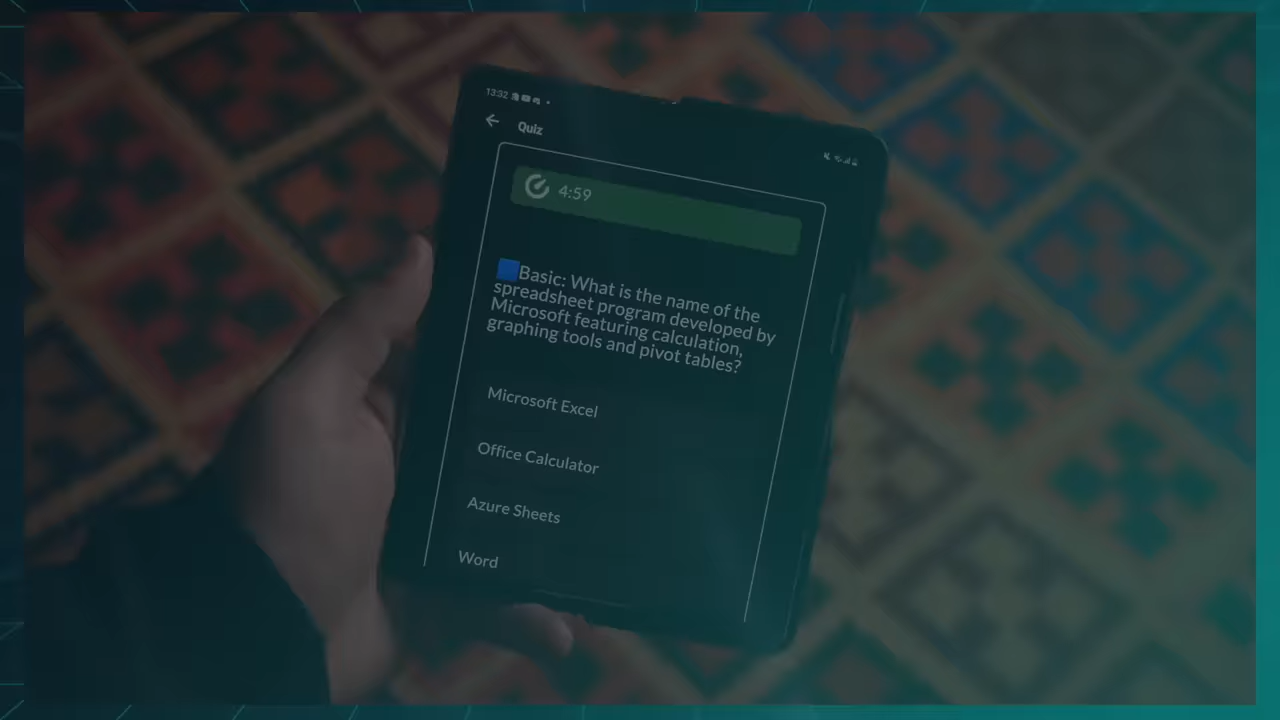 13:32
Quiz
4:59
Basic: What is the name of the
spreadsheet program developed by
Microsoft featuring calculation,
graphing tools and pivot tables?
Microsoft Excel
Office Calculator
Azure Sheets
Word